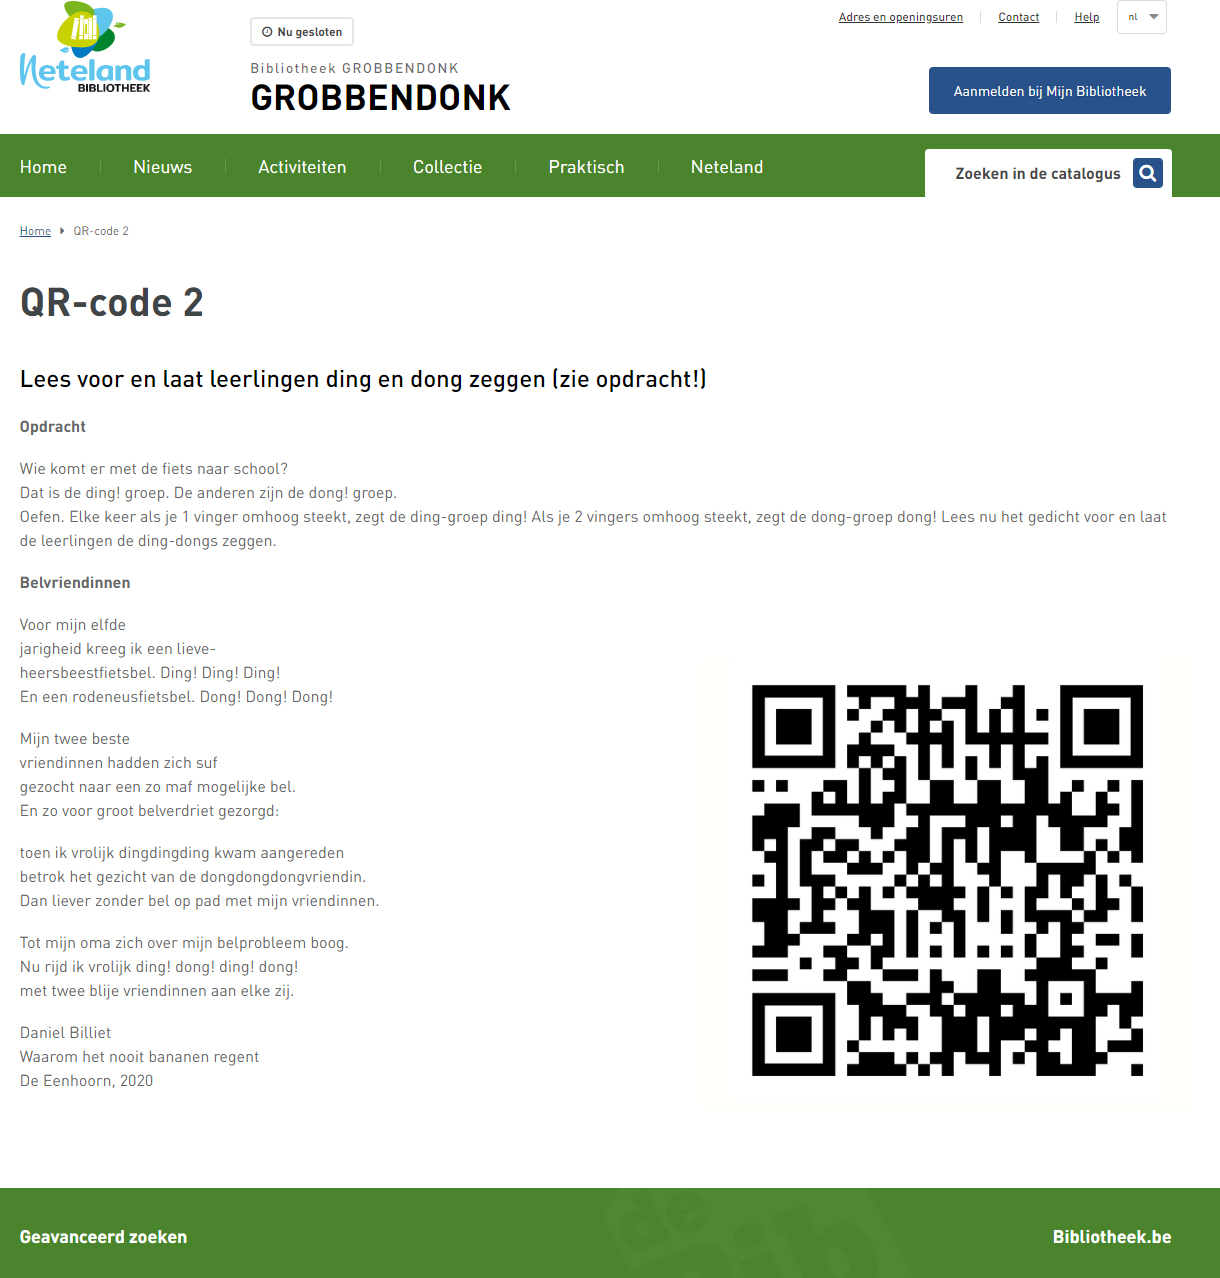 Neteland
BIBLIOTHEEK
Nu gesloten
Bibliotheek GROBBENDONK
GROBBENDONK
Adres en openingsuren
Contact
Help
nl
Aanmelden bij Mijn Bibliotheek
Home
Nieuws
Activiteiten
Collectie
Praktisch
Neteland
Zoeken in de catalogus
Home
QR-code 2
QR-code 2
Lees voor en laat leerlingen ding en dong zeggen (zie opdracht!)
Opdracht
Wie komt er met de fiets naar school?
Dat is de ding! groep. De anderen zijn de dong! groep.
Oefen. Elke keer als je 1 vinger omhoog steekt, zegt de ding-groep ding! Als je 2 vingers omhoog steekt, zegt de dong-groep dong! Lees nu het gedicht voor en laat
de leerlingen de ding-dongs zeggen.
Belvriendinnen
Voor mijn elfde
jarigheid kreeg ik een lieve-
heersbeestfietsbel. Ding! Ding! Ding!
En een rodeneusfietsbel. Dong! Dong! Dong!
Mijn twee beste
vriendinnen hadden zich suf
gezocht naar een zo maf mogelijke bel.
En zo voor groot belverdriet gezorgd:
toen ik vrolijk dingdingding kwam aangereden
betrok het gezicht van de dongdongdongvriendin.
Dan liever zonder bel op pad met mijn vriendinnen.
Tot mijn oma zich over mijn belprobleem boog.
Nu rijd ik vrolijk ding! dong! ding! dong!
met twee blije vriendinnen aan elke zij.
Daniel Billiet
Waarom het nooit bananen regent
De Eenhoorn, 2020
Geavanceerd zoeken
de
Bib
Bibliotheek.be